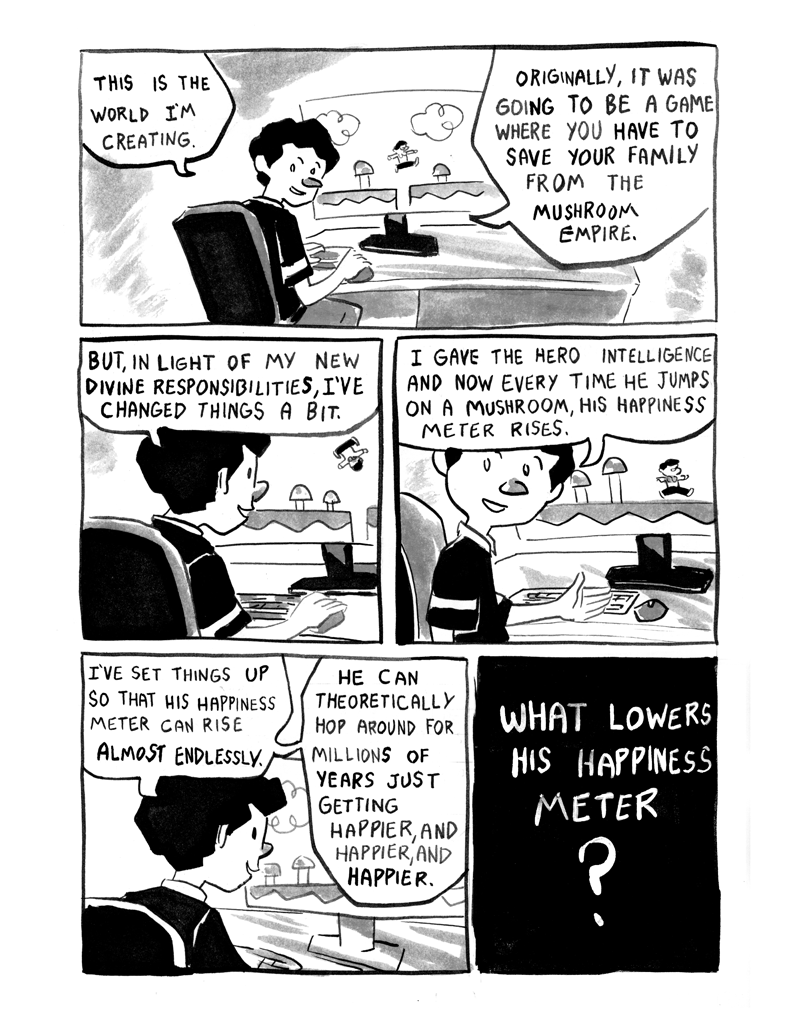 THIS IS THE
WORLD I'M
CREATING.
ORIGINALLY, IT WAS
GOING TO BE A GAME
WHERE YOU HAVE TO
SAVE YOUR FAMILY
FROM THE
MUSHROOM
EMPIRE.
BUT, IN LIGHT OF MY NEW
DIVINE RESPONSIBILITIES, I'VE
CHANGED THINGS A BIT.
I GAVE THE HERO INTELLIGENCE
AND NOW EVERY TIME HE JUMPS
ON A MUSHROOM, HIS HAPPINESS
METER RISES.
I'VE SET THINGS UP
SO THAT HIS HAPPINESS
METER CAN RISE
ALMOST ENDLESSLY.
HE CAN
THEORETICALLY
HOP AROUND FOR
MILLIONS OF
YEARS JUST
GETTING
HAPPIER, AND
HAPPIER, AND
HAPPIER.
WHAT LOWERS
HIS HAPPINESS
METER
?